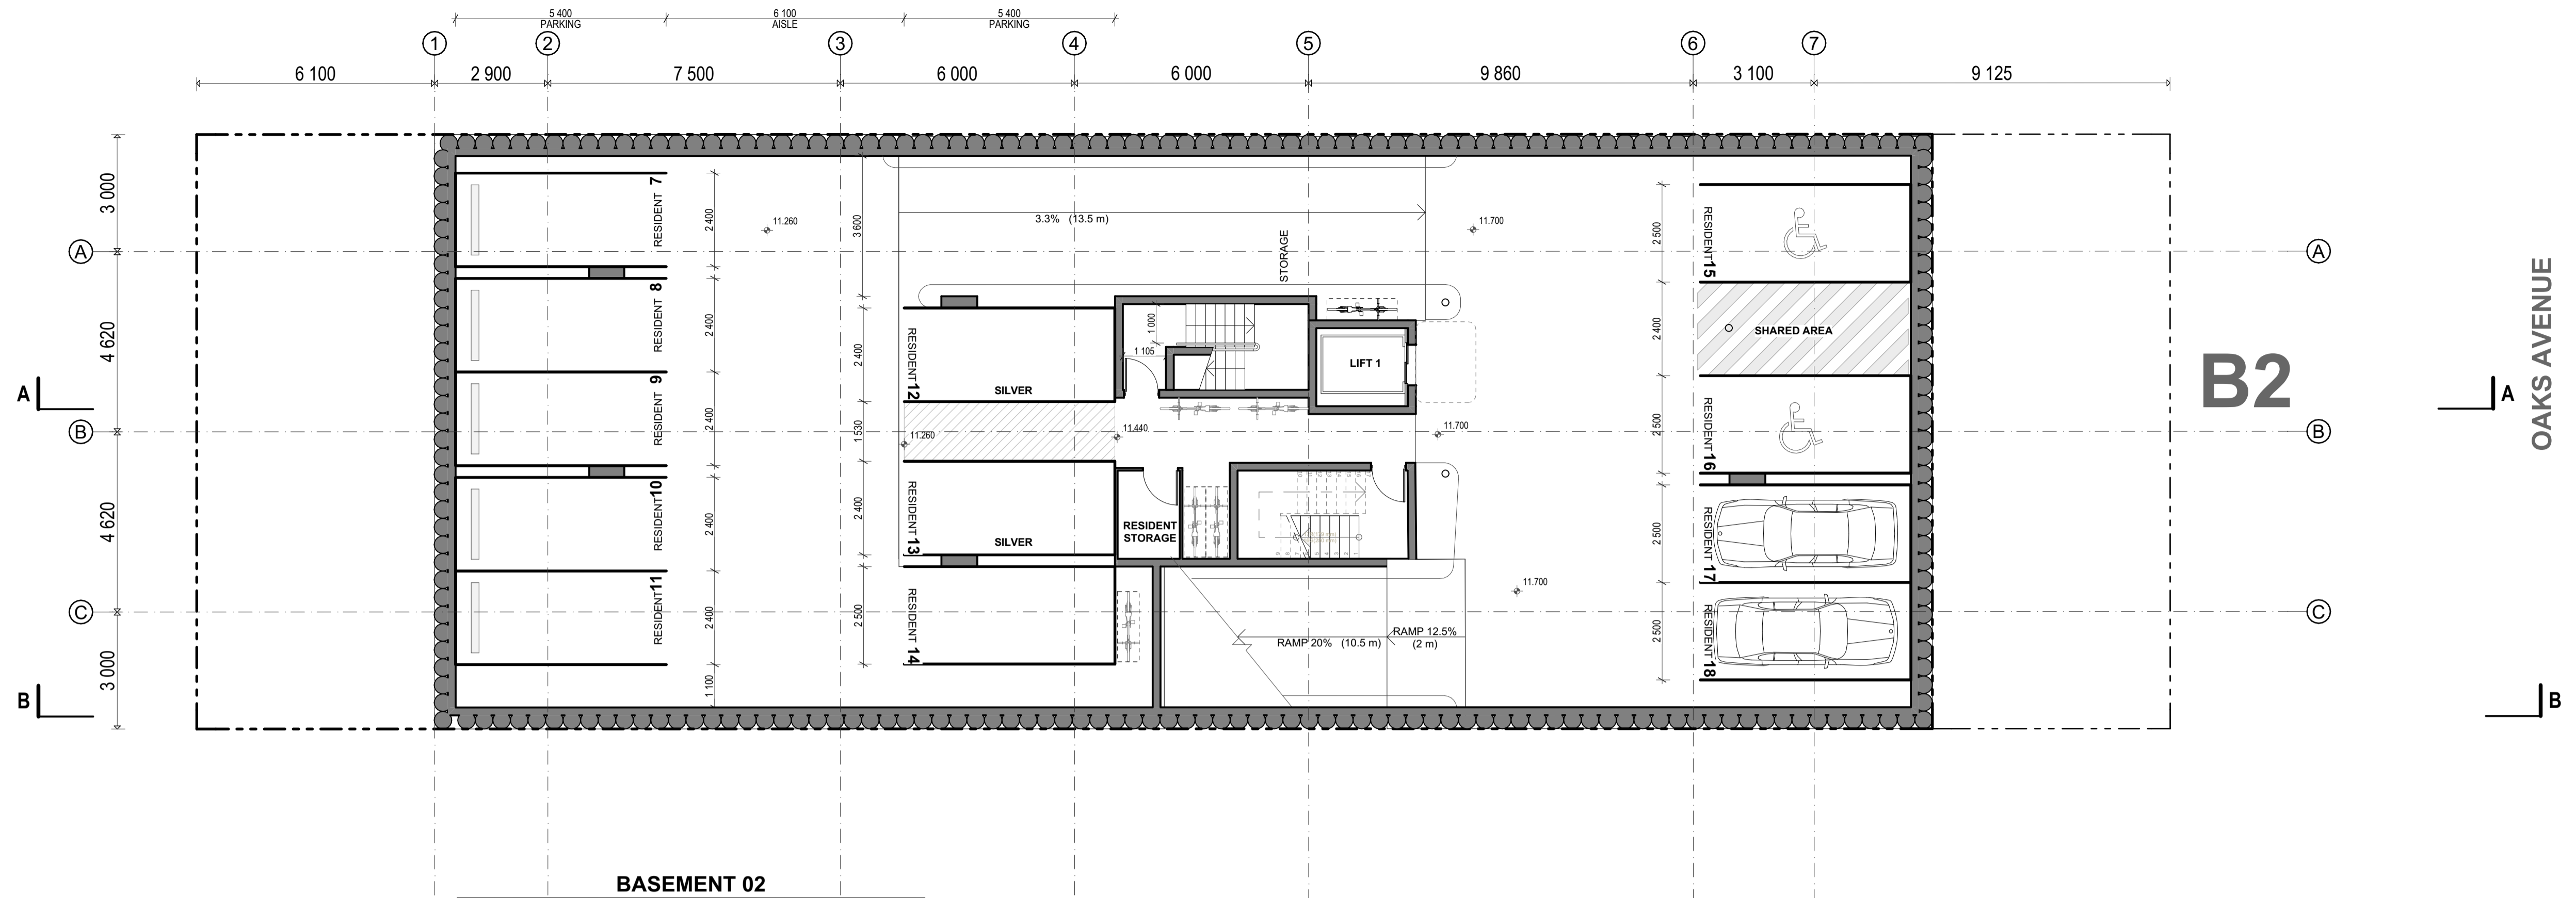 5 400
PARKING
6 100
AISLE
5 400
PARKING
1
2
3
4
5
6
7
6 100
2 900
7 500
6 000
6 000
9 860
3 100
9 125
3 000
4 620
4 620
3 000
A
B
C
A
B
C
A
B
A
B
RESIDENT 7
RESIDENT 8
RESIDENT 9
RESIDENT 10
RESIDENT 11
2 400
2 400
2 400
2 400
2 400
1 100
11.260
3 600
2 400
1 530
2 400
2 500
3.3% (13.5 m)
11.700
STORAGE
RESIDENT 12
SILVER
1 000
1 105
LIFT 1
11.260
11.440
11.700
RESIDENT 13
SILVER
RESIDENT
STORAGE
RESIDENT 14
11.700
RAMP 20% (10.5 m)
RAMP 12.5%
(2 m)
2 500
2 400
2 500
2 500
2 500
RESIDENT 15
SHARED AREA
RESIDENT 16
RESIDENT 17
RESIDENT 18
B2
OAKS AVENUE
BASEMENT 02